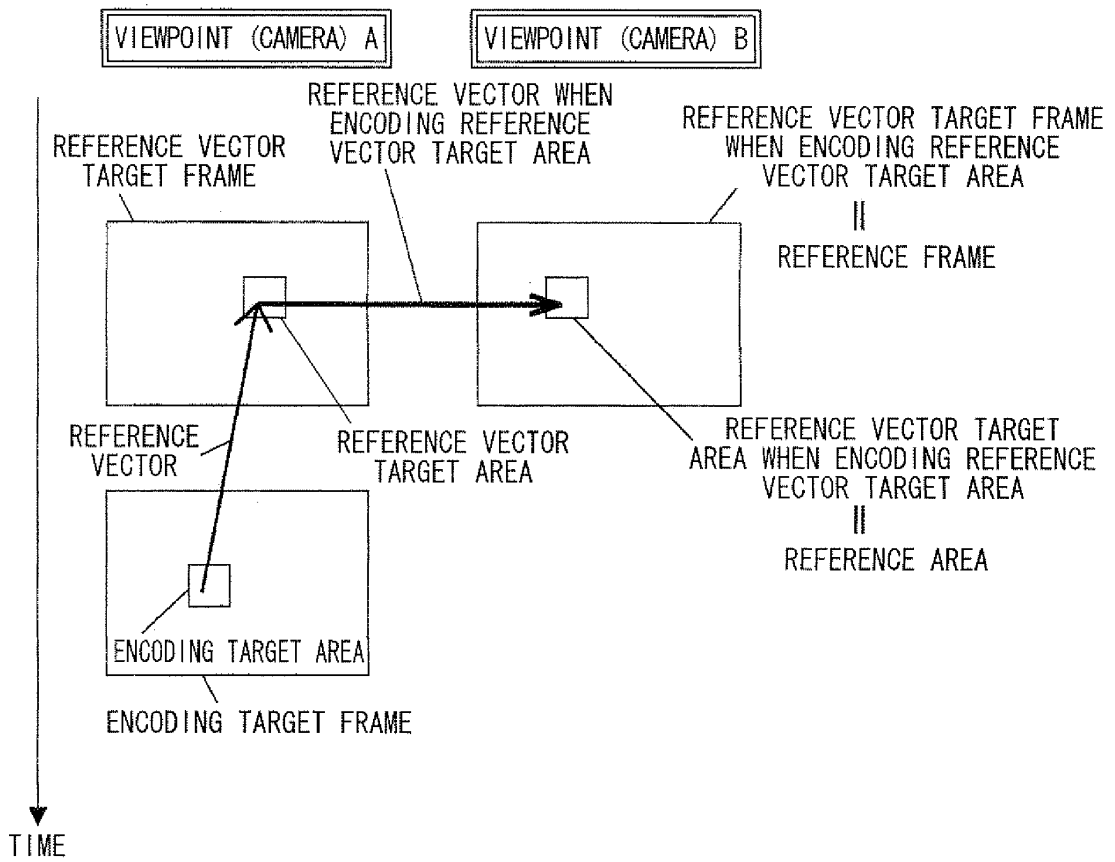 VIEWPOINT (CAMERA) A
VIEWPOINT (CAMERA) B
REFERENCE VECTOR WHEN
ENCODING REFERENCE
VECTOR TARGET AREA
REFERENCE VECTOR
TARGET FRAME
REFERENCE VECTOR TARGET FRAME
WHEN ENCODING REFERENCE
VECTOR TARGET AREA
||
REFERENCE FRAME
REFERENCE
VECTOR
REFERENCE VECTOR
TARGET AREA
REFERENCE VECTOR TARGET
AREA WHEN ENCODING REFERENCE
VECTOR TARGET AREA
||
REFERENCE AREA
ENCODING TARGET AREA
ENCODING TARGET FRAME
TIME